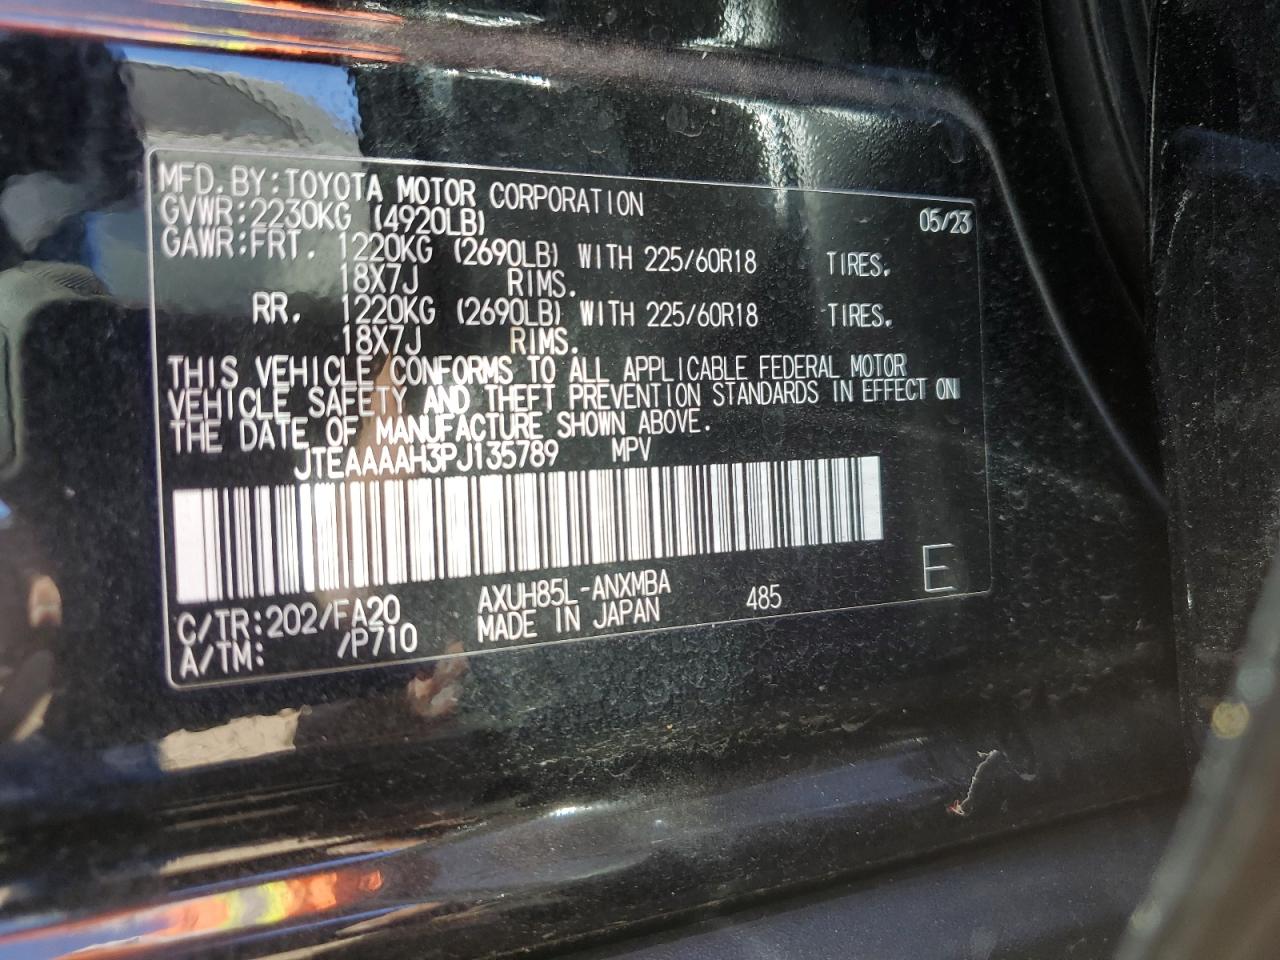 MFD.BY:TOYOTA MOTOR CORPORATION 05/23
GVWR:2230KG (4920LB)
GAWR:FRT. 1220KG (2690LB) WITH 225/60R18 TIRES.
18X7J RIMS.
RR. 1220KG (2690LB) WITH 225/60R18 TIRES.
18X7J RIMS.
THIS VEHICLE CONFORMS TO ALL APPLICABLE FEDERAL MOTOR
VEHICLE SAFETY AND THEFT PREVENTION STANDARDS IN EFFECT ON
THE DATE OF MANUFACTURE SHOWN ABOVE.
JTEAAAAH3PJ135789 MPV
C/TR:202/FA20 AXUH85L-ANXMBA 485 E
A/TM: /P710 MADE IN JAPAN